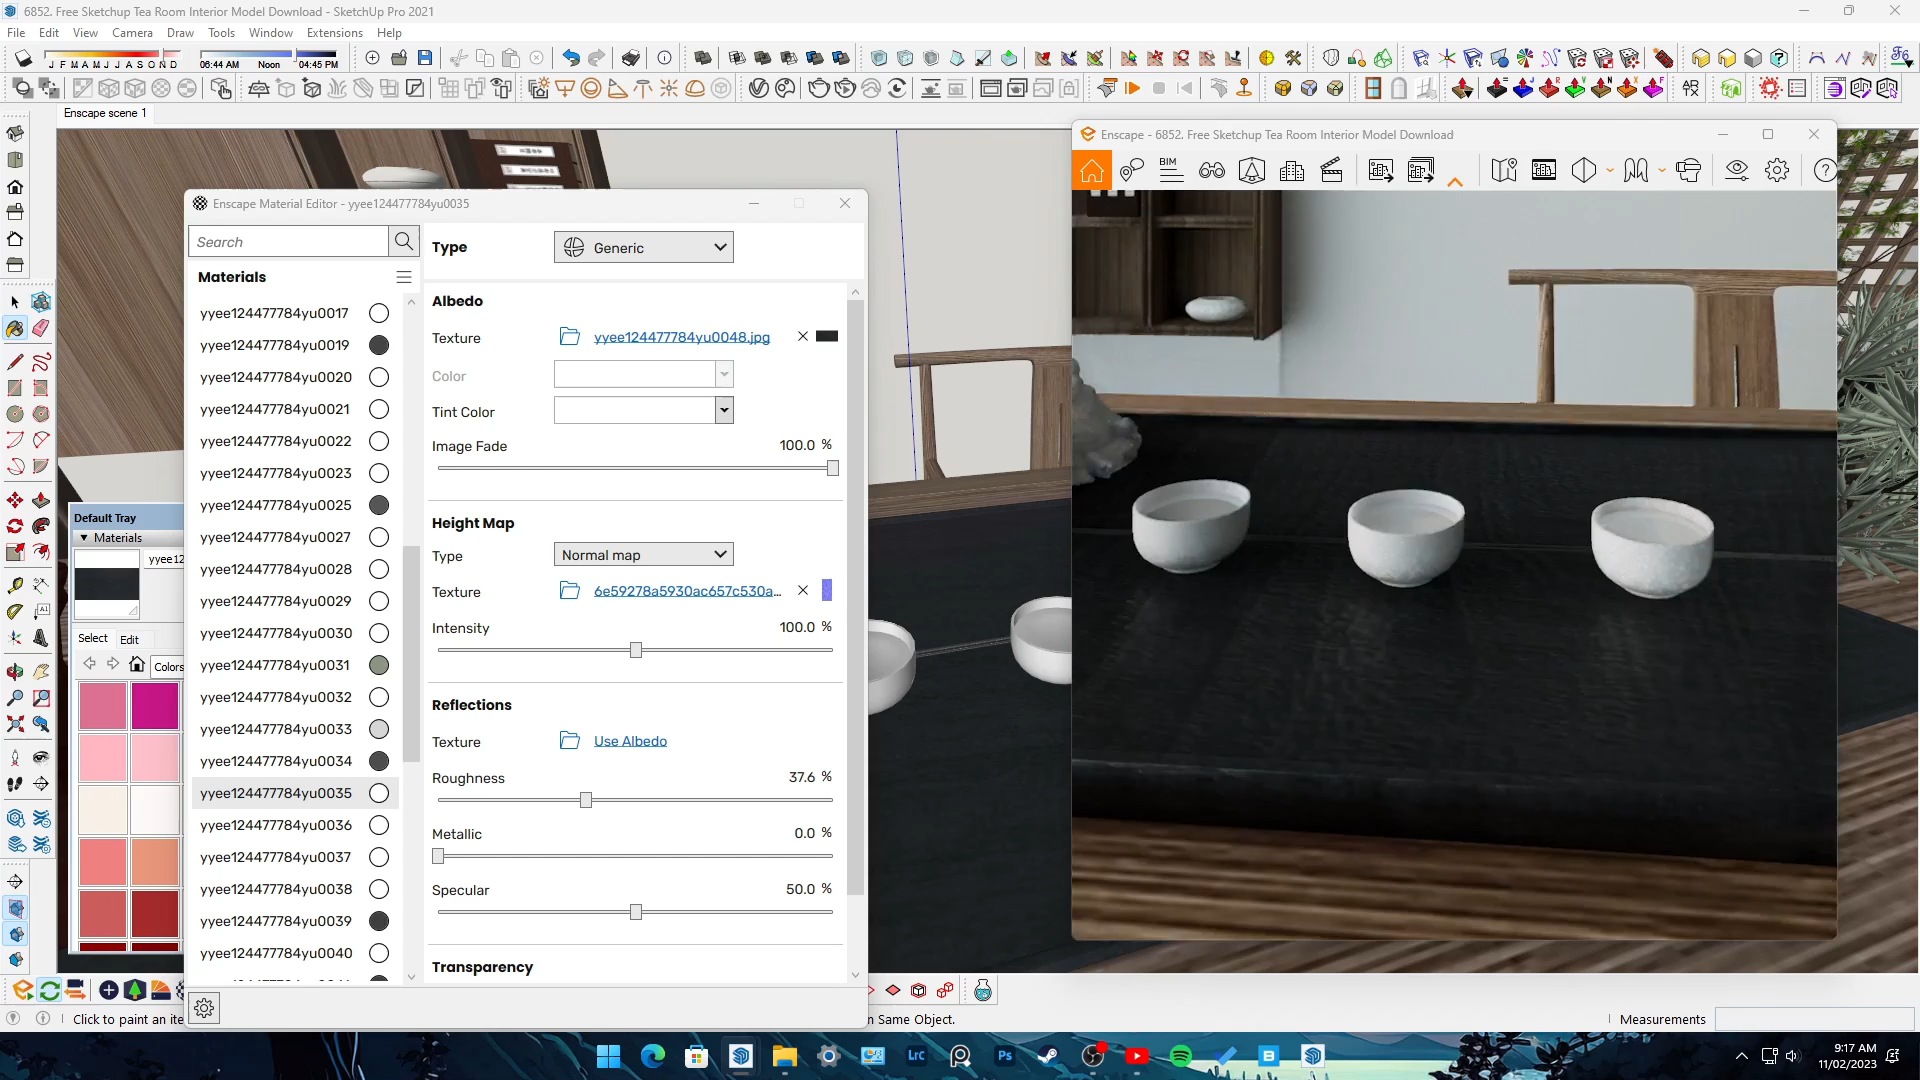 6852. Free Sketchup Tea Room Interior Model Download - SketchUp Pro 2021
File Edit View Camera Draw Tools Window Extensions Help
J F M A M J J A S O N D
06:44 AM Noon 04:45 PM
Enscape scene 1
Enscape - 6852. Free Sketchup Tea Room Interior Model Download
BIM
Enscape Material Editor - yyee124477784yu0035
Search
Materials
yyee124477784yu0017
yyee124477784yu0019
yyee124477784yu0020
yyee124477784yu0021
yyee124477784yu0022
yyee124477784yu0023
yyee124477784yu0025
yyee124477784yu0027
yyee124477784yu0028
yyee124477784yu0029
yyee124477784yu0030
yyee124477784yu0031
yyee124477784yu0032
yyee124477784yu0033
yyee124477784yu0034
yyee124477784yu0035
yyee124477784yu0036
yyee124477784yu0037
yyee124477784yu0038
yyee124477784yu0039
yyee124477784yu0040
Type Generic
Albedo
Texture yyee124477784yu0048.jpg
Color
Tint Color
Image Fade 100.0 %
Height Map
Type Normal map
Texture 6e59278a5930ac657c530a...
Intensity 100.0 %
Reflections
Texture Use Albedo
Roughness 37.6 %
Metallic 0.0 %
Specular 50.0 %
Transparency
Default Tray
Materials
yyee12
Select Edit
Colors
Click to paint an ite
n Same Object.
Measurements
Lrc
Ps
9:17 AM
11/02/2023